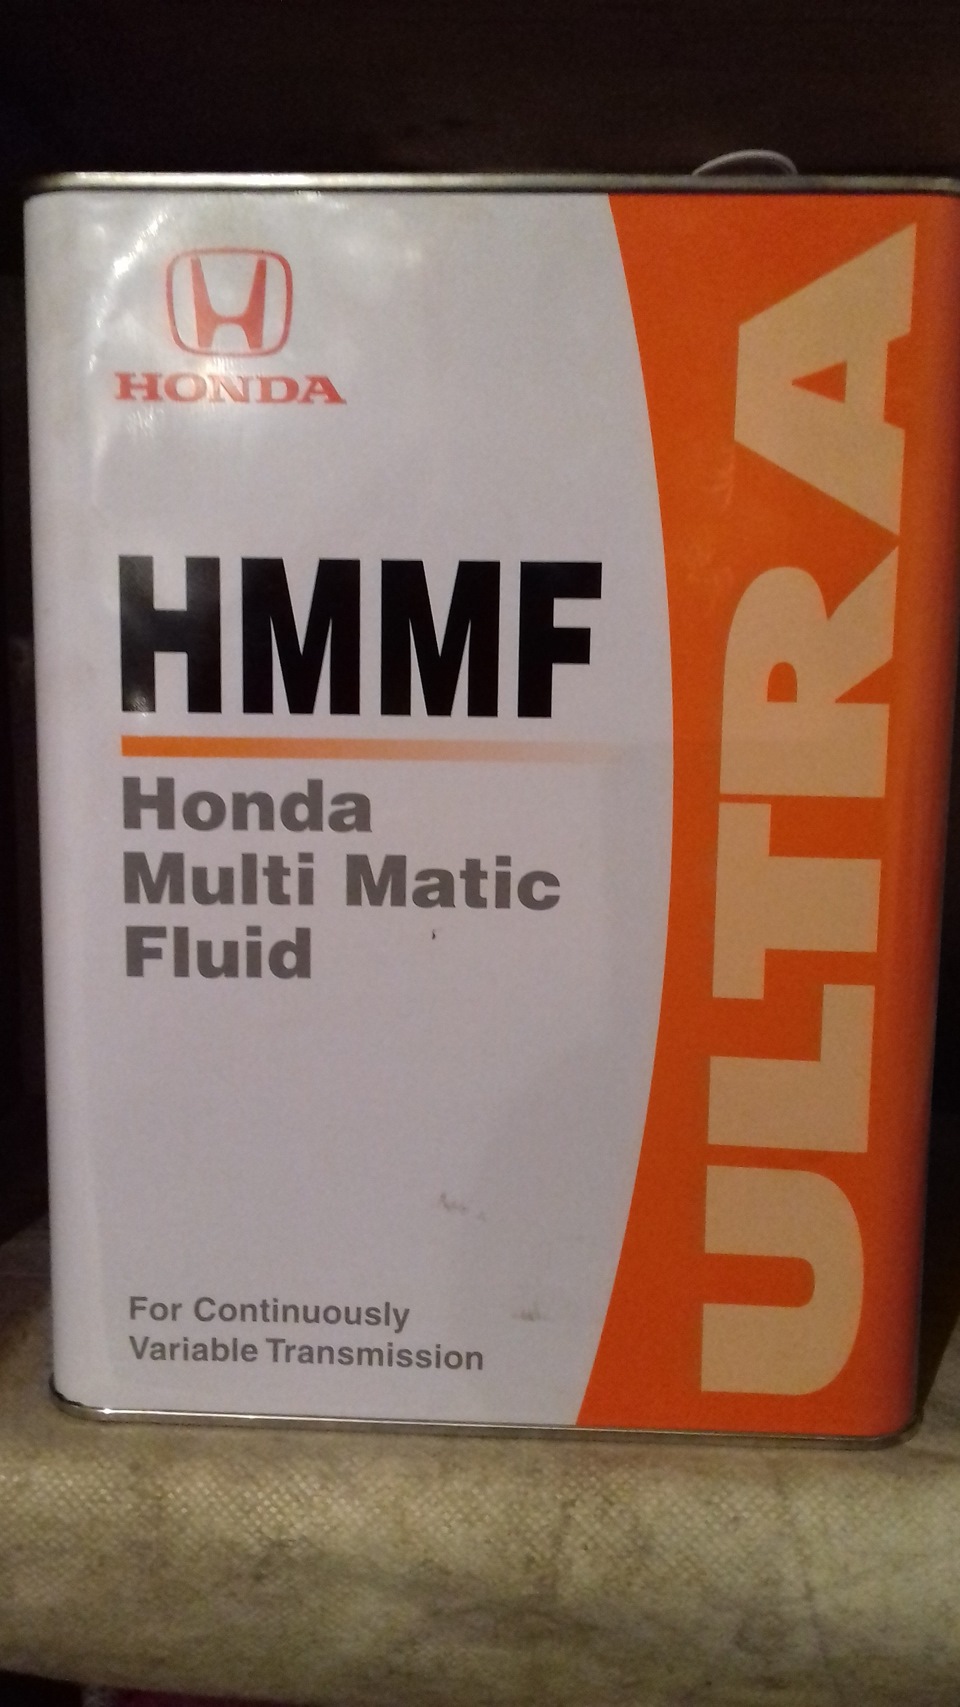 HONDA
HMMF
Honda
Multi Matic
Fluid
For Continuously
Variable Transmission
ULTRA